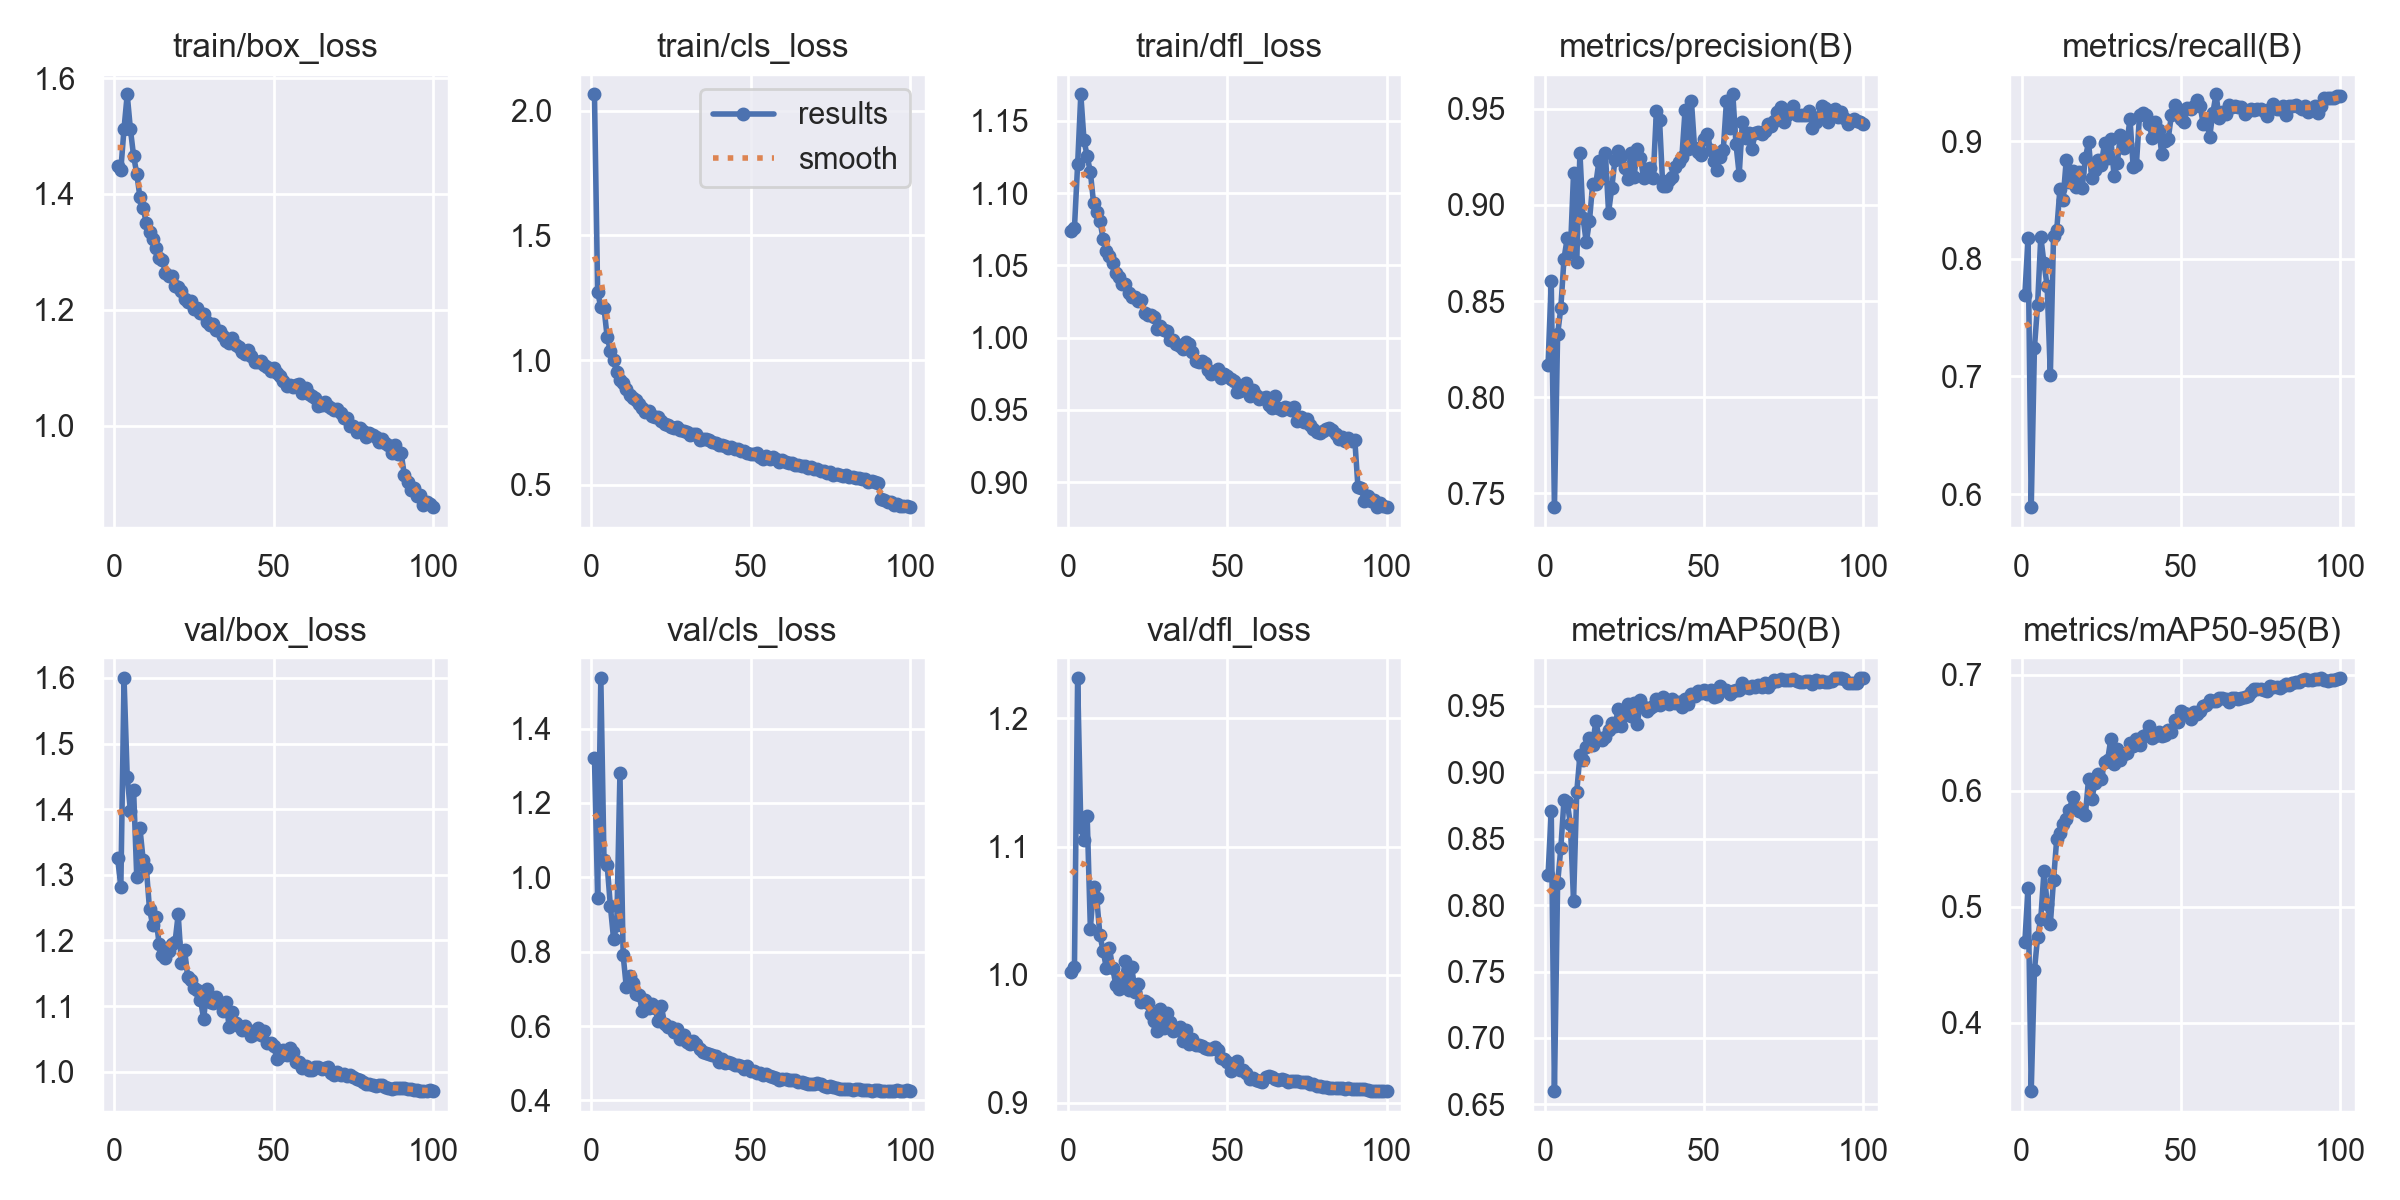 train/box_loss
1.6
1.4
1.2
1.0
0 50 100
train/cls_loss
2.0
1.5
1.0
0.5
results
smooth
0 50 100
train/dfl_loss
1.15
1.10
1.05
1.00
0.95
0.90
0 50 100
metrics/precision(B)
0.95
0.90
0.85
0.80
0.75
0 50 100
metrics/recall(B)
0.9
0.8
0.7
0.6
0 50 100
val/box_loss
1.6
1.5
1.4
1.3
1.2
1.1
1.0
0 50 100
val/cls_loss
1.4
1.2
1.0
0.8
0.6
0.4
0 50 100
val/dfl_loss
1.2
1.1
1.0
0.9
0 50 100
metrics/mAP50(B)
0.95
0.90
0.85
0.80
0.75
0.70
0.65
0 50 100
metrics/mAP50-95(B)
0.7
0.6
0.5
0.4
0 50 100